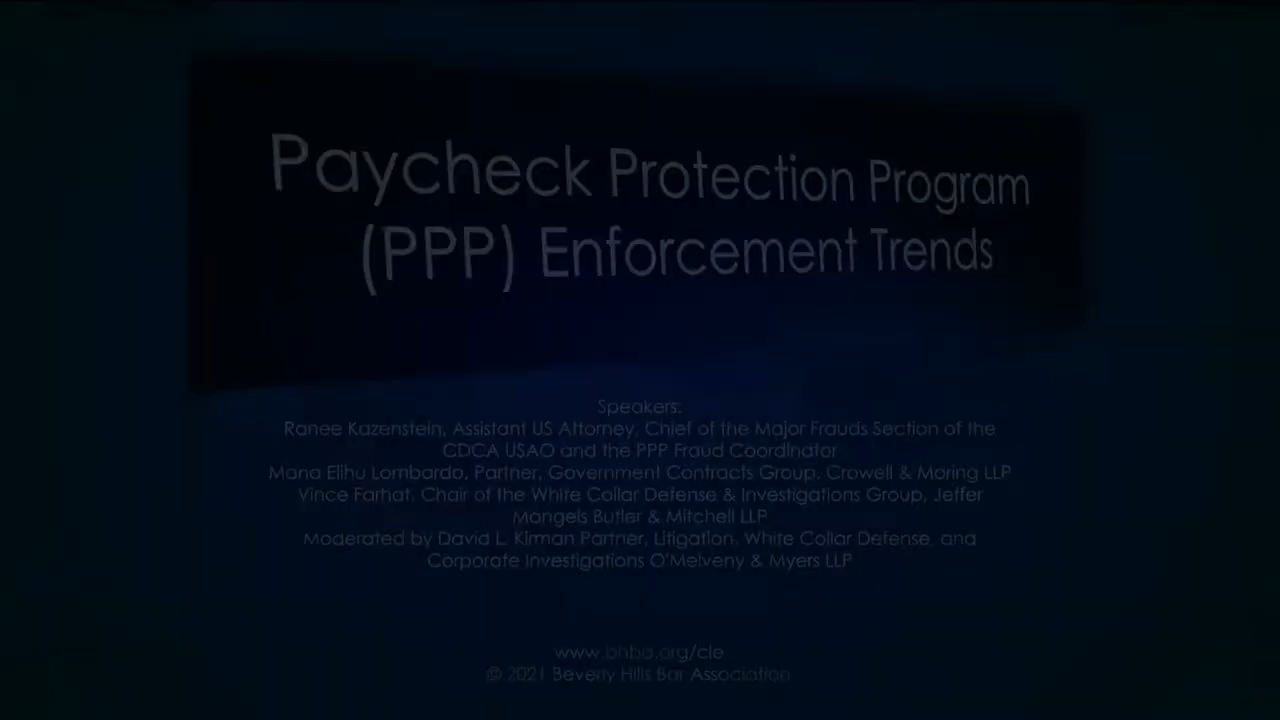 Paycheck Protection Program
(PPP) Enforcement Trends
Speakers:
Ranee Kazenstein, Assistant US Attorney, Chief of the Major Frauds Section of the
CDCA USAO and the PPP Fraud Coordinator
Mana Elihu Lombardo, Partner, Government Contracts Group, Crowell & Moring LLP
Vince Farhat, Chair of the White Collar Defense & Investigations Group, Jeffer
Mangels Butler & Mitchell LLP
Moderated by David L. Kirman Partner, Litigation, White Collar Defense, and
Corporate Investigations O'Melveny & Myers LLP
www.bhba.org/cle
© 2021 Beverly Hills Bar Association